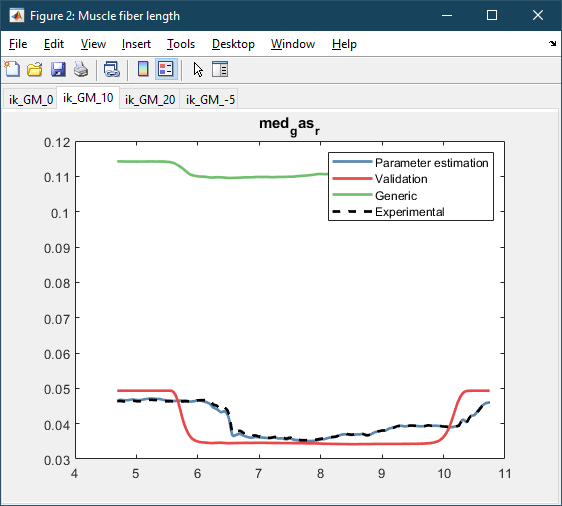 Figure 2: Muscle fiber length
File Edit View Insert Tools Desktop Window Help
ik_GM_0 ik_GM_10 ik_GM_20 ik_GM_-5
med_gas_r
0.12
0.11
0.1
0.09
0.08
0.07
0.06
0.05
0.04
0.03
Parameter estimation
Validation
Generic
Experimental
4 5 6 7 8 9 10 11